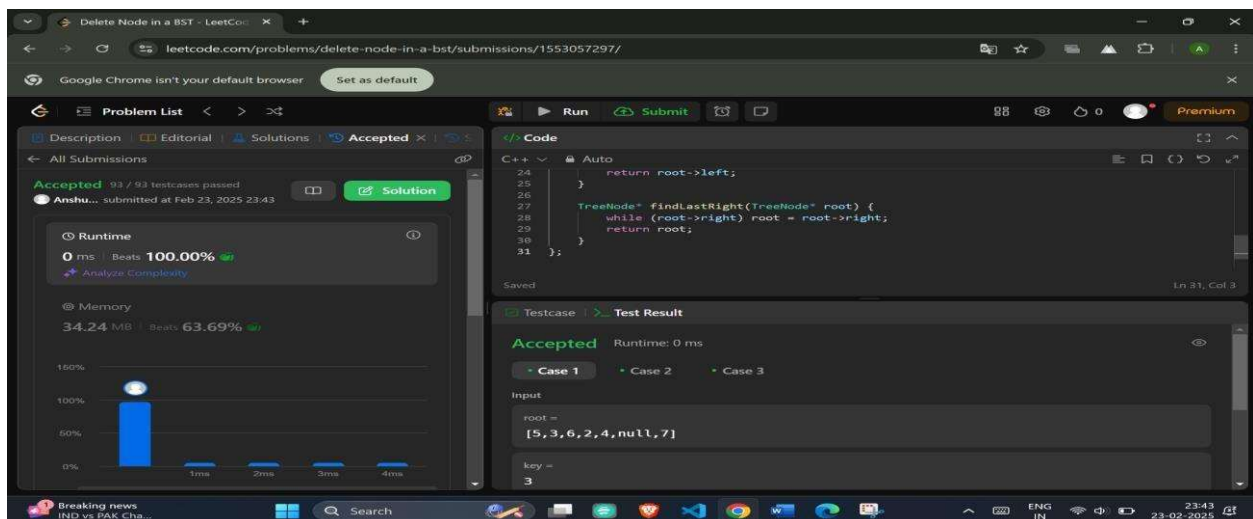 Delete Node in a BST - LeetCo
leetcode.com/problems/delete-node-in-a-bst/submissions/1553057297/
A
Google Chrome isn't your default browser
Set as default
Problem List
Run
Submit
0
Premium
Description | Editorial | Solutions | Accepted
</> Code
All Submissions
C++
Auto
Accepted 93 / 93 testcases passed
Solution
Anshu... submitted at Feb 23, 2025 23:43
24 return root->left;
25 }
26
27 TreeNode* findLastRight(TreeNode* root) {
28 while (root->right) root = root->right;
29 return root;
30 }
31 };
Runtime
0 ms | Beats 100.00%
Analyze Complexity
Saved
Ln 31, Col 3
Memory
34.24 MB | Beats 63.69%
Testcase | >_ Test Result
Accepted Runtime: 0 ms
150%
100%
50%
0%
1ms 2ms 3ms 4ms
• Case 1 • Case 2 • Case 3
Input
root =
[5,3,6,2,4,null,7]
key =
3
1
Breaking news
IND vs PAK Cha...
Search
ENG
IN
23:43
23-02-2025